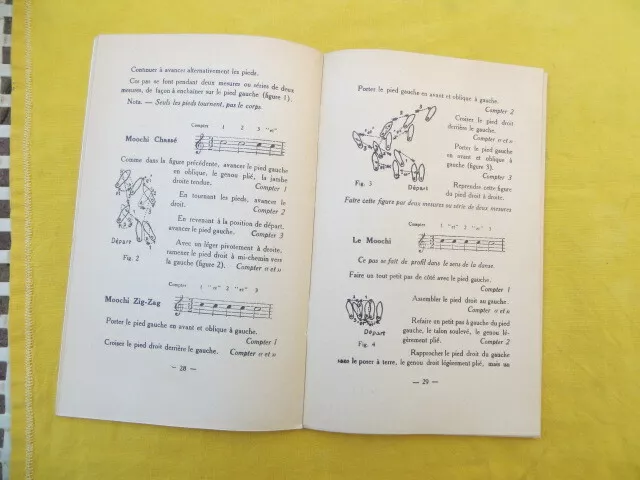 Continuer à avancer alternativement les pieds.
Ces pas se font pendant deux mesures ou séries de deux
mesures, de façon à enchaîner sur le pied gauche (figure 1).
Nota. — Seuls les pieds tournent, pas le corps.
Compter 1 2 3 "et"
Moochi Chassé
Comme dans la figure précédente, avancer le pied gauche
en oblique, le genou plié, la jambe
droite tendue. Compter 1
En tournant les pieds, avancer le
droit. Compter 2
En revenant à la position de départ,
avancer le pied gauche. Compter 3
Avec un léger pivotement à droite,
ramener le pied droit à mi-chemin vers
la gauche (figure 2). Compter « et »
Départ
Fig. 2
Compter 1 "et" 2 "et" 3
Moochi Zig-Zag
Porter le pied gauche en avant et oblique à gauche.
Compter 1
Croiser le pied droit derrière le gauche. Compter « et »
— 28 —
Porter le pied gauche en avant et oblique à gauche.
Compter 2
Croiser le pied droit
derrière le gauche.
Compter « et »
Porter le pied gauche
en avant et oblique à
gauche (figure 3).
Compter 3
Reprendre cette figure
du pied droit à droite.
Fig. 3
Départ
Faire cette figure par deux mesures ou série de deux mesures
Compter 1 "et" 2 "et" 3
Le Moochi
Ce pas se fait de profil dans le sens de la danse.
Faire un tout petit pas de côté avec le pied gauche.
Compter 1
Assembler le pied droit au gauche.
Compter « et »
Refaire un petit pas à gauche du pied
gauche, le talon soulevé, le genou lé-
gèrement plié. Compter 2
Départ
Fig. 4
Rapprocher le pied droit du gauche
sans le poser à terre, le genou droit légèrement plié, mais un
— 29 —